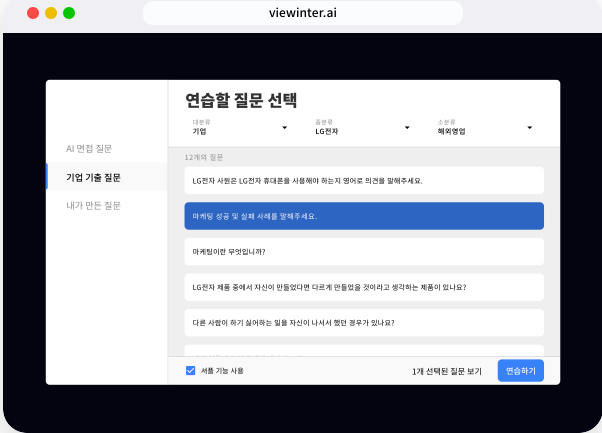 viewinter.ai
연습할 질문 선택
대분류
기업
중분류
LG전자
소분류
해외영업
AI 면접 질문
기업 기출 질문
내가 만든 질문
12개의 질문
LG전자 사원은 LG전자 휴대폰을 사용해야 하는지 영어로 의견을 말해주세요.
마케팅 성공 및 실패 사례를 말해주세요.
마케팅이란 무엇입니까?
LG전자 제품 중에서 자신이 만들었다면 다르게 만들었을 것이라고 생각하는 제품이 있나요?
다른 사람이 하기 싫어하는 일을 자신이 나서서 했던 경우가 있나요?
셔플 기능 사용
1개 선택된 질문 보기
연습하기